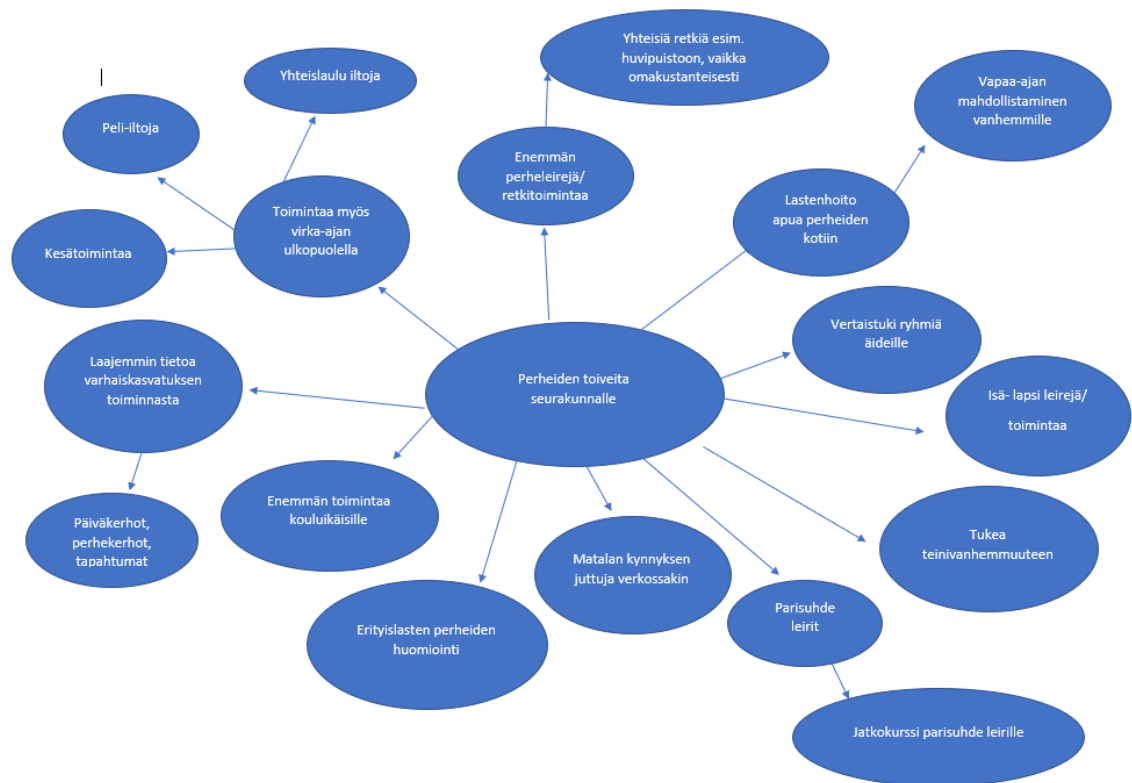 Yhteisiä retkiä esim.
huvipuistoon, vaikka
omakustanteisesti
Yhteislaulu iltoja
Vapaa-ajan
mahdollistaminen
vanhemmille
Peli-iltoja
Enemmän
perheleirejä/
retkitoimintaa
Lastenhoito
apua perheiden
kotiin
Toimintaa myös
virka-ajan
ulkopuolella
Kesätoimintaa
Vertaistuki ryhmiä
äideille
Laajemmin tietoa
varhaiskasvatuksen
toiminnasta
Perheiden toiveita
seurakunnalle
Isä- lapsi leirejä/
toimintaa
Enemmän toimintaa
kouluikäisille
Päiväkerhot,
perhekerhot,
tapahtumat
Tukea
teinivanhemmuuteen
Matalan kynnyksen
juttuja verkossakin
Parisuhde
leirit
Erityislasten perheiden
huomiointi
Jatkokurssi parisuhde leirille